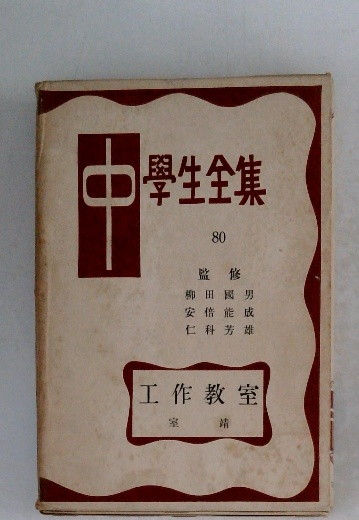 中學生全集
80
監修
柳田國男
安倍能成
仁科芳雄
工作教室
室靖